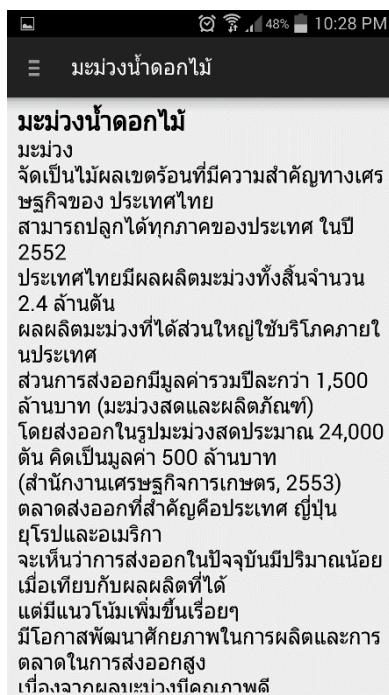 48% 10:28 PM
มะม่วงน้ำดอกไม้
มะม่วงน้ำดอกไม้
มะม่วง
จัดเป็นไม้ผลเขตร้อนที่มีความสำคัญทางเศร
ษฐกิจของ ประเทศไทย
สามารถปลูกได้ทุกภาคของประเทศ ในปี
2552
ประเทศไทยมีผลผลิตมะม่วงทั้งสิ้นจำนวน
2.4 ล้านตัน
ผลผลิตมะม่วงที่ได้ส่วนใหญ่ใช้บริโภคภายใ
นประเทศ
ส่วนการส่งออกมีมูลค่ารวมปีละกว่า 1,500
ล้านบาท (มะม่วงสดและผลิตภัณฑ์)
โดยส่งออกในรูปมะม่วงสดประมาณ 24,000
ตัน คิดเป็นมูลค่า 500 ล้านบาท
(สำนักงานเศรษฐกิจการเกษตร, 2553)
ตลาดส่งออกที่สำคัญคือประเทศ ญี่ปุ่น
ยุโรปและอเมริกา
จะเห็นว่าการส่งออกในปัจจุบันมีปริมาณน้อย
เมื่อเทียบกับผลผลิตที่ได้
แต่มีแนวโน้มเพิ่มขึ้นเรื่อยๆ
มีโอกาสพัฒนาศักยภาพในการผลิตและการ
ตลาดในการส่งออกสูง
เนื่องจากผลมะม่วงมีคุณภาพดี